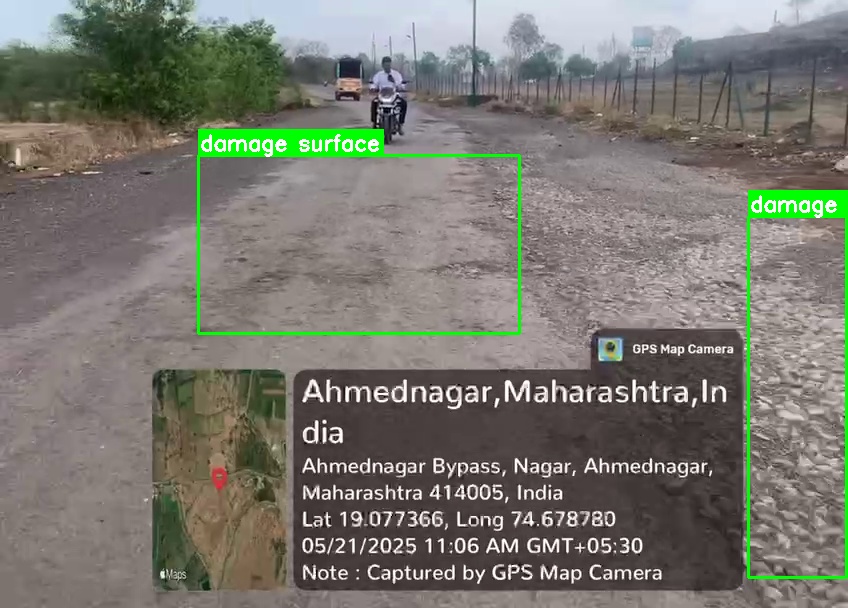 damage surface
damage
GPS Map Camera
Ahmednagar,Maharashtra,In
dia
Ahmednagar Bypass, Nagar, Ahmednagar,
Maharashtra 414005, India
Lat 19.077366, Long 74.678780
05/21/2025 11:06 AM GMT+05:30
Note : Captured by GPS Map Camera
Maps